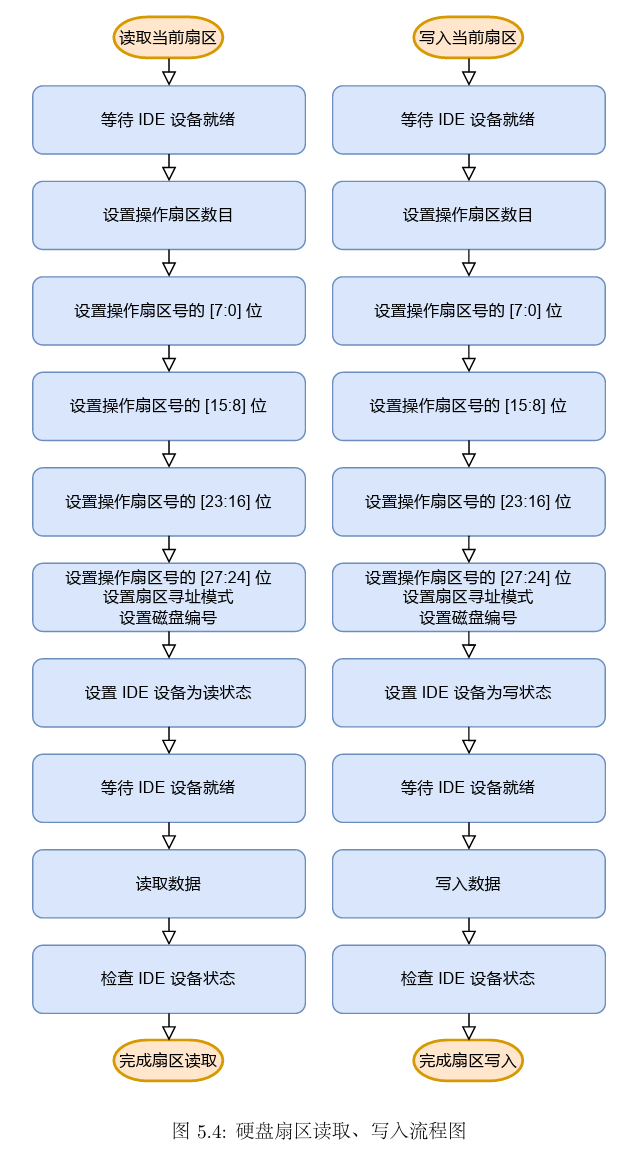 读取当前扇区
等待 IDE 设备就绪
设置操作扇区数目
设置操作扇区号的 [7:0] 位
设置操作扇区号的 [15:8] 位
设置操作扇区号的 [23:16] 位
设置操作扇区号的 [27:24] 位
设置扇区寻址模式
设置磁盘编号
设置 IDE 设备为读状态
等待 IDE 设备就绪
读取数据
检查 IDE 设备状态
完成扇区读取
写入当前扇区
等待 IDE 设备就绪
设置操作扇区数目
设置操作扇区号的 [7:0] 位
设置操作扇区号的 [15:8] 位
设置操作扇区号的 [23:16] 位
设置操作扇区号的 [27:24] 位
设置扇区寻址模式
设置磁盘编号
设置 IDE 设备为写状态
等待 IDE 设备就绪
写入数据
检查 IDE 设备状态
完成扇区写入
图 5.4: 硬盘扇区读取、写入流程图